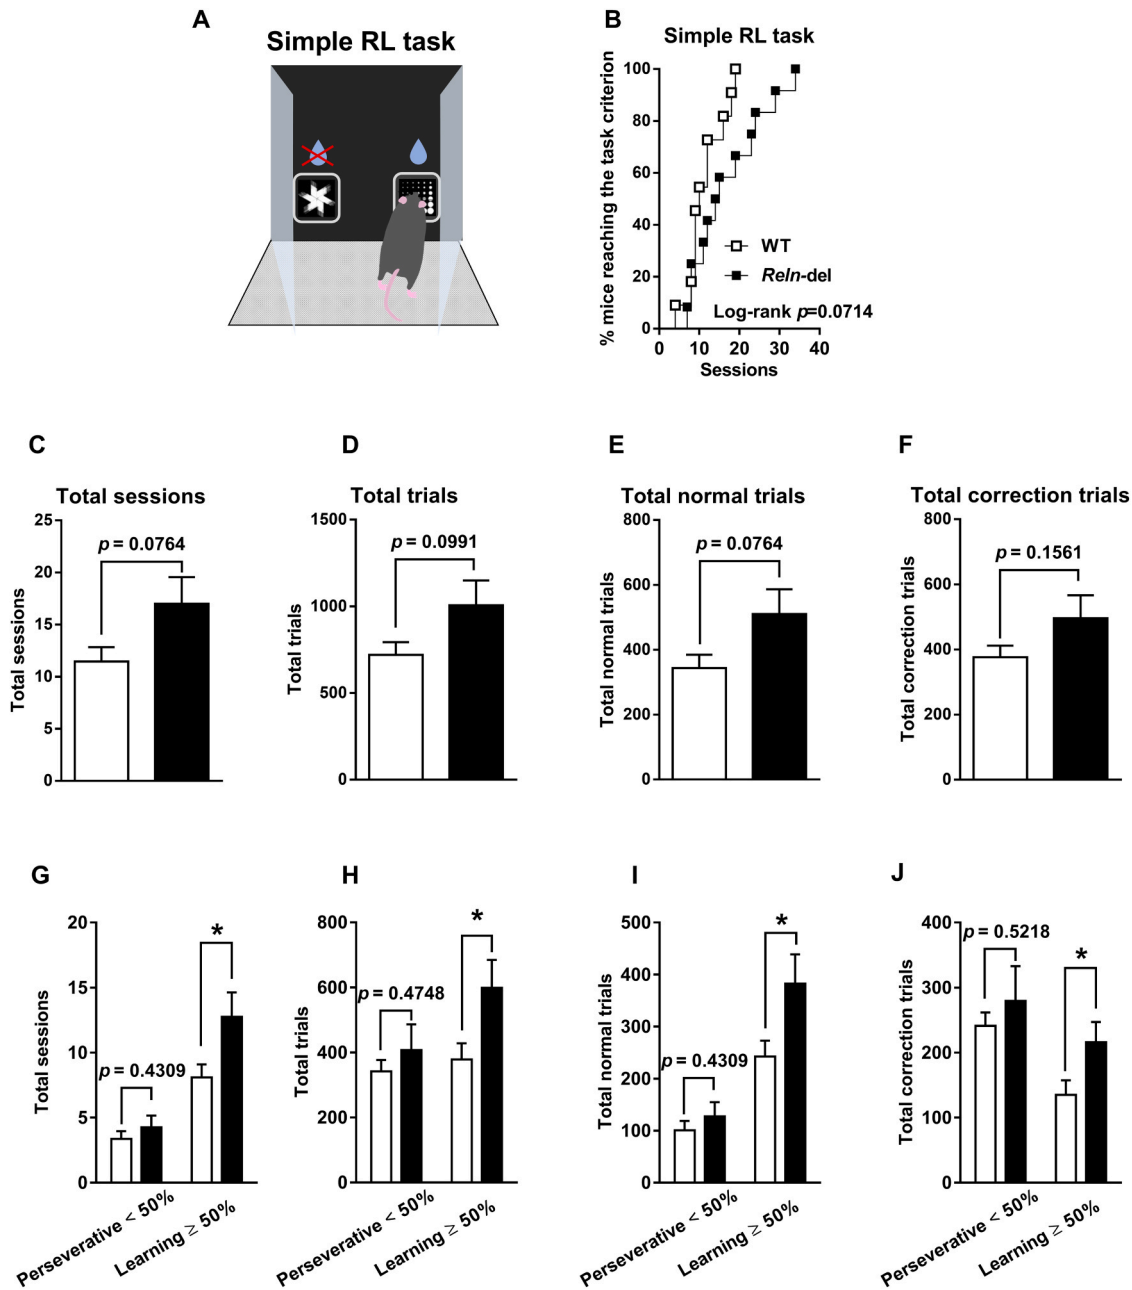 A
Simple RL task
B
Simple RL task
% mice reaching the task criterion
100
80
60
40
20
0
WT
Reln-del
Log-rank p=0.0714
0 10 20 30 40
Sessions
C
Total sessions
Total sessions
25
20
15
10
5
0
p = 0.0764
D
Total trials
Total trials
1500
1000
500
0
p = 0.0991
E
Total normal trials
Total normal trials
800
600
400
200
0
p = 0.0764
F
Total correction trials
Total correction trials
800
600
400
200
0
p = 0.1561
G
Total sessions
20
15
10
5
0
p = 0.4309
*
Perseverative < 50%
Learning ≥ 50%
H
Total trials
800
600
400
200
0
p = 0.4748
*
Perseverative < 50%
Learning ≥ 50%
I
Total normal trials
500
400
300
200
100
0
p = 0.4309
*
Perseverative < 50%
Learning ≥ 50%
J
Total correction trials
400
300
200
100
0
p = 0.5218
*
Perseverative < 50%
Learning ≥ 50%